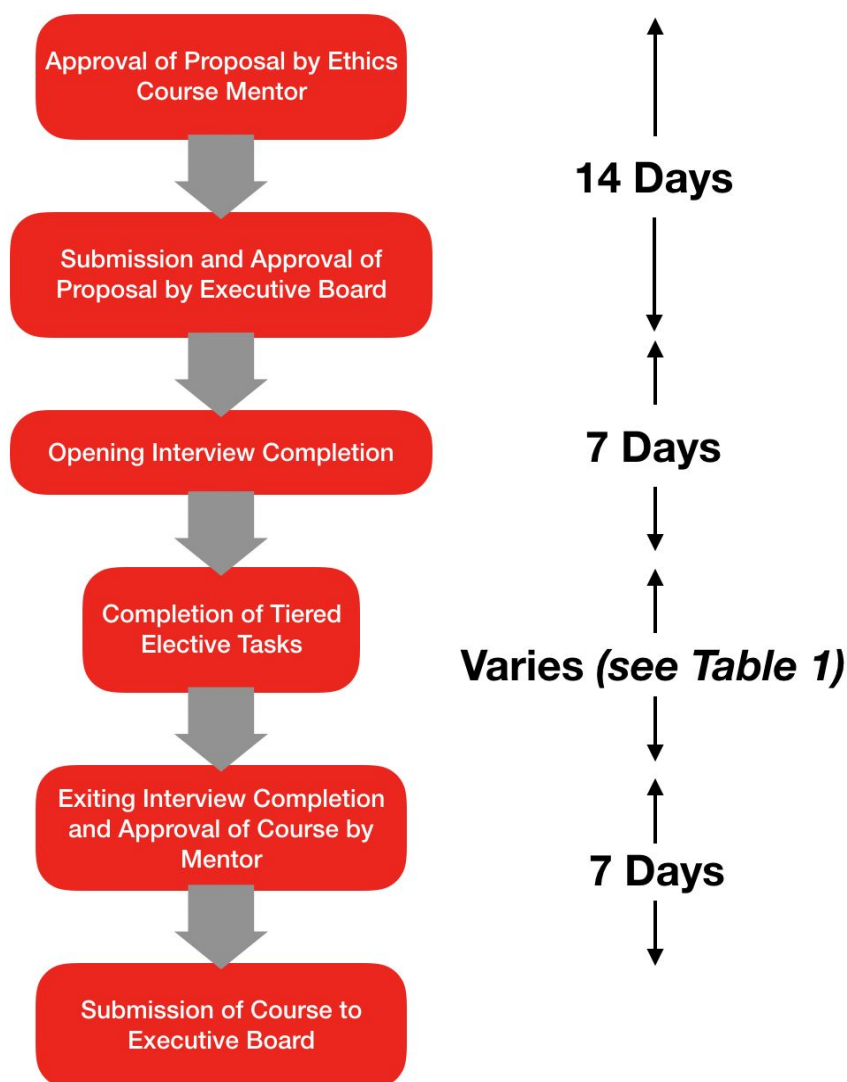 Approval of Proposal by Ethics
Course Mentor
14 Days
Submission and Approval of
Proposal by Executive Board
Opening Interview Completion
7 Days
Completion of Tiered
Elective Tasks
Varies (see Table 1)
Exiting Interview Completion
and Approval of Course by
Mentor
7 Days
Submission of Course to
Executive Board